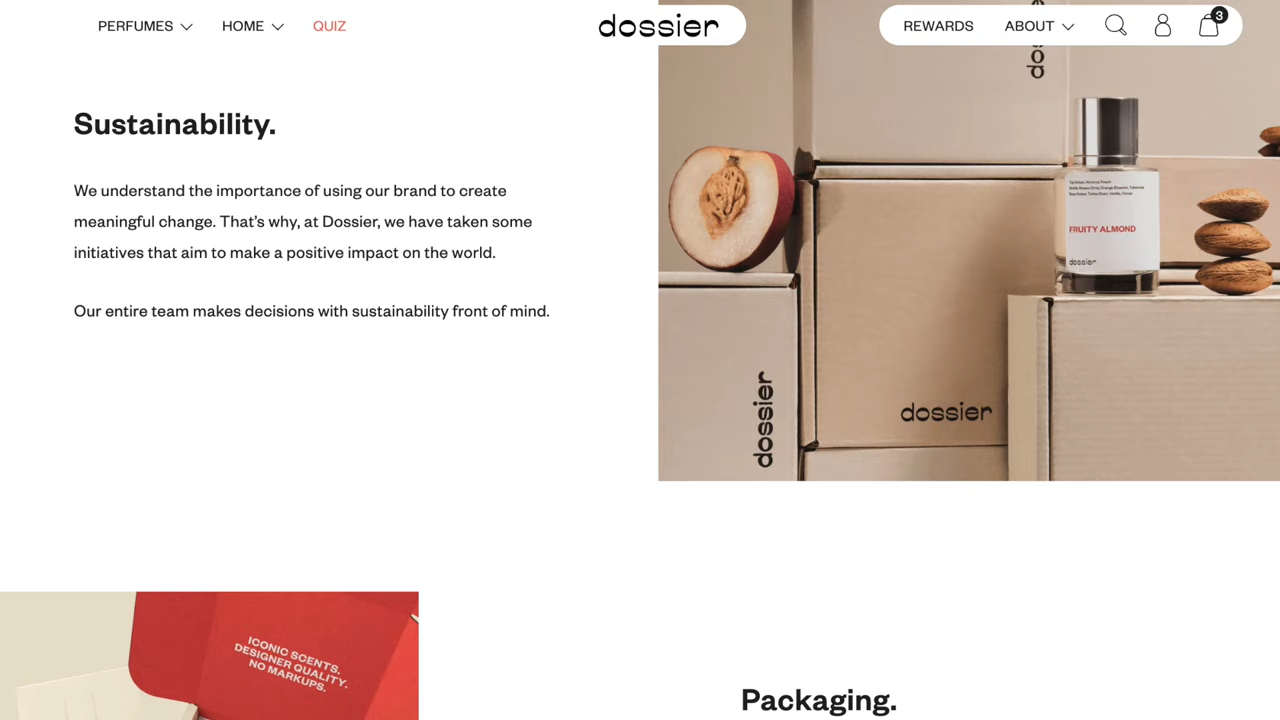 PERFUMES
HOME
QUIZ
dossier
REWARDS
ABOUT
3
Sustainability.
We understand the importance of using our brand to create
meaningful change. That's why, at Dossier, we have taken some
initiatives that aim to make a positive impact on the world.
Our entire team makes decisions with sustainability front of mind.
FRUITY ALMOND
dossier
dossier
dossier
ICONIC SCENTS.
DESIGNER QUALITY.
NO MARKUPS.
Packaging.